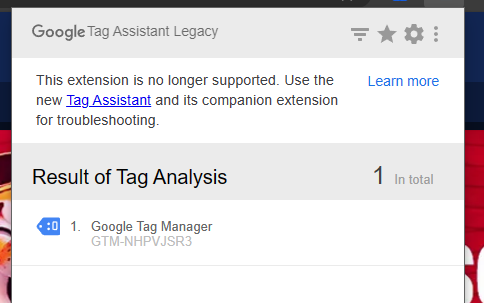 Google Tag Assistant Legacy
This extension is no longer supported. Use the
new Tag Assistant and its companion extension
for troubleshooting.
Learn more
Result of Tag Analysis
1 In total
1. Google Tag Manager
GTM-NHPVJSR3